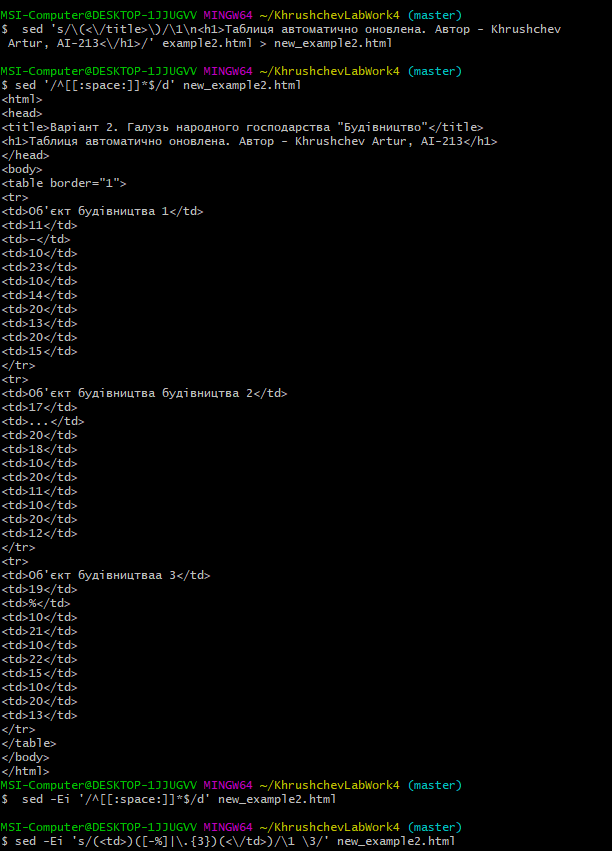 MSI-Computer@DESKTOP-1JJUGVV MINGW64 ~/KhrushchevLabWork4 (master)
$  sed 's/\(<\/title>\)/\1\n<h1>Таблиця автоматично оновлена. Автор - Khrushchev
 Artur, AI-213<\/h1>/' example2.html > new_example2.html
MSI-Computer@DESKTOP-1JJUGVV MINGW64 ~/KhrushchevLabWork4 (master)
$ sed '/^[[:space:]]*$/d' new_example2.html
<html>
<head>
<title>Варіант 2. Галузь народного господарства "Будівництво"</title>
<h1>Таблиця автоматично оновлена. Автор - Khrushchev Artur, AI-213</h1>
</head>
<body>
<table border="1">
<tr>
<td>Об'єкт будівництва 1</td>
<td>11</td>
<td>-</td>
<td>10</td>
<td>23</td>
<td>10</td>
<td>14</td>
<td>20</td>
<td>13</td>
<td>20</td>
<td>15</td>
</tr>
<tr>
<td>Об'єкт будівництва будівництва 2</td>
<td>17</td>
<td>...</td>
<td>20</td>
<td>18</td>
<td>10</td>
<td>20</td>
<td>11</td>
<td>10</td>
<td>20</td>
<td>12</td>
</tr>
<tr>
<td>Об'єкт будівництваа 3</td>
<td>19</td>
<td>%</td>
<td>10</td>
<td>21</td>
<td>10</td>
<td>22</td>
<td>15</td>
<td>10</td>
<td>20</td>
<td>13</td>
</tr>
</table>
</body>
</html>
MSI-Computer@DESKTOP-1JJUGVV MINGW64 ~/KhrushchevLabWork4 (master)
$  sed -Ei '/^[[:space:]]*$/d' new_example2.html
MSI-Computer@DESKTOP-1JJUGVV MINGW64 ~/KhrushchevLabWork4 (master)
$ sed -Ei 's/(<td>)([-%]|\.{3})(<\/td>)/\1 \3/' new_example2.html